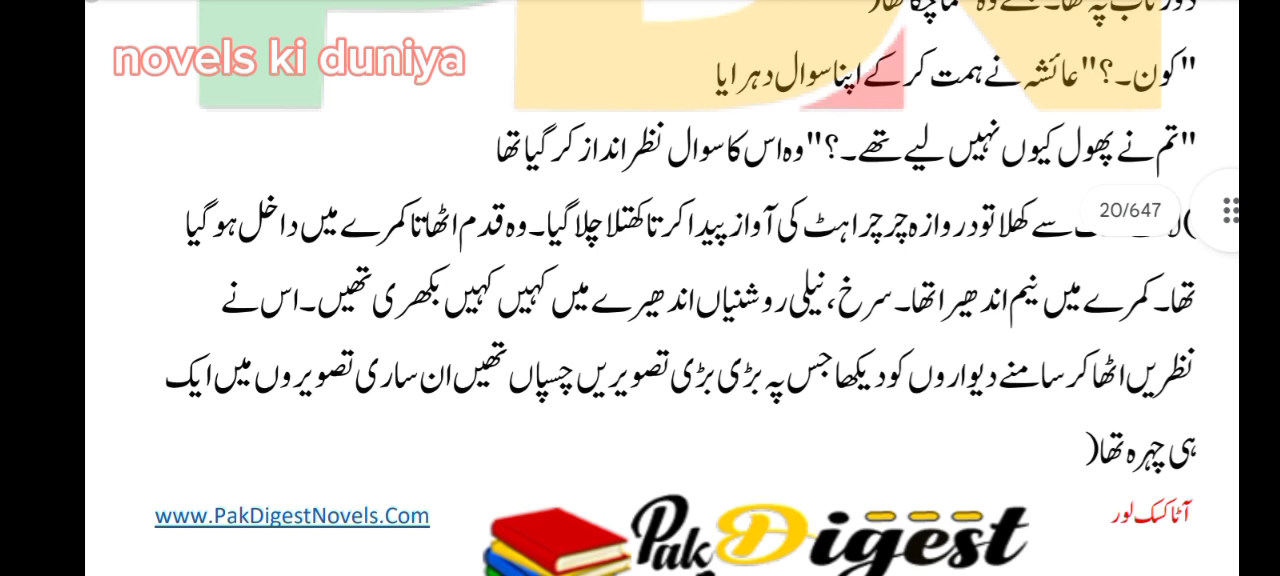 novels ki duniya
"کون۔؟" عائشہ نے ہمت کر کے اپنا سوال دہرایا
"تم نے پھول کیوں نہیں لیے تھے۔؟" وہ اس کا سوال نظر انداز کر گیا تھا
سے کھلا تو دروازہ چرچراہٹ کی آواز پیدا کرتا کھتلا چلا گیا۔ وہ قدم اٹھاتا کمرے میں داخل ہو گیا
20/647
تھا۔ کمرے میں نیم اندھیرا تھا۔ سرخ، نیلی روشنیاں اندھیرے میں کہیں کہیں بکھری تھیں۔ اس نے
نظریں اٹھا کر سامنے دیواروں کو دیکھا جس پہ بڑی بڑی تصویریں چسپاں تھیں ان ساری تصویروں میں ایک
ہی چہرہ تھا(
www.PakDigestNovels.Com
Pak Digest
آٹا کسک لور